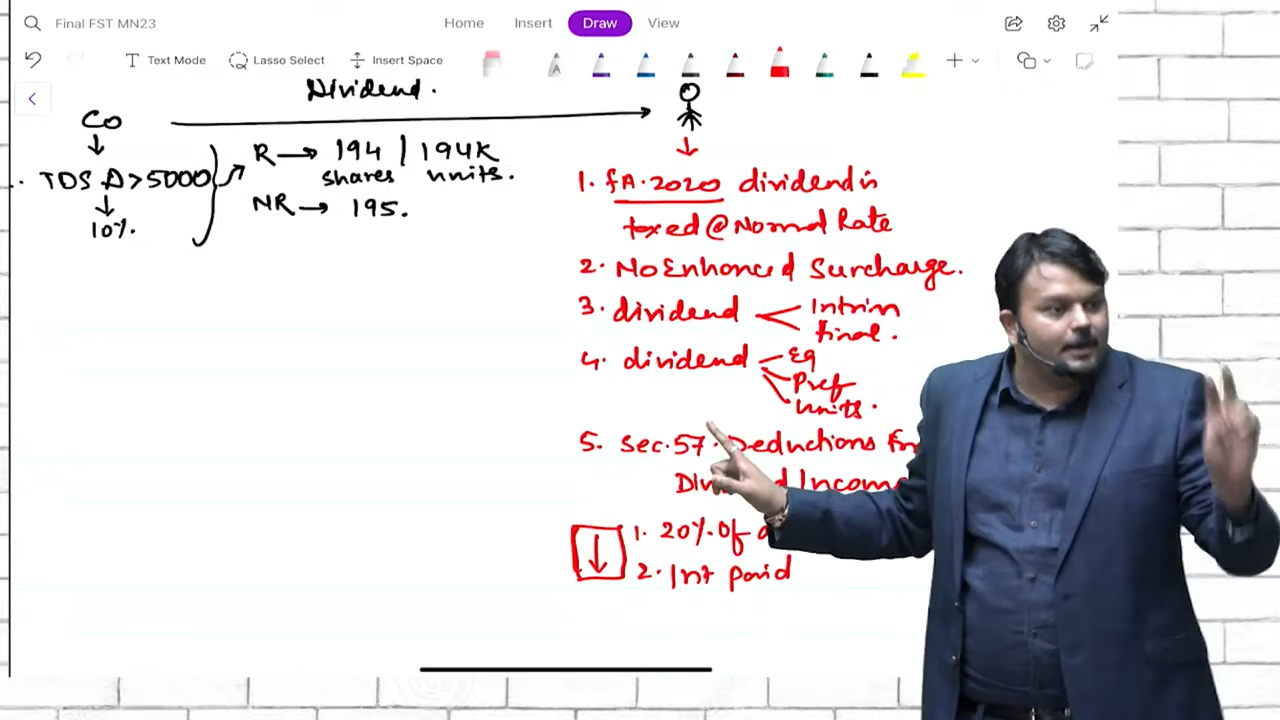 Final FST MN23
Home Insert Draw View
Text Mode Lasso Select Insert Space
Dividend.
Co
TDS D>5000
10%.
R → 194 | 194K
shares units.
NR → 195.
1. FA.2020 dividend is
taxed @ Normal Rate
2. No Enhanced Surcharge.
3. dividend < Intrim
final.
4. dividend Eq
Pref
units.
5. Sec.57. Deductions
Income
↓ 1. 20% Of
2. Int paid